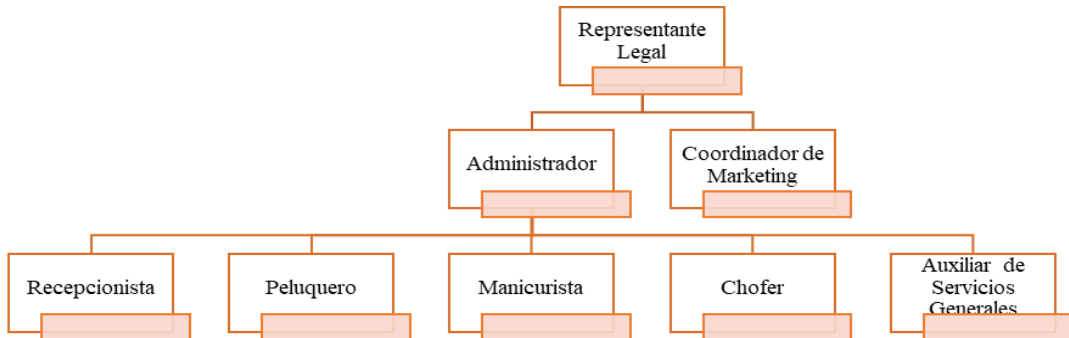 Representante
Legal
Administrador
Coordinador de
Marketing
Recepcionista
Peluquero
Manicurista
Chofer
Auxiliar de
Servicios
Generales